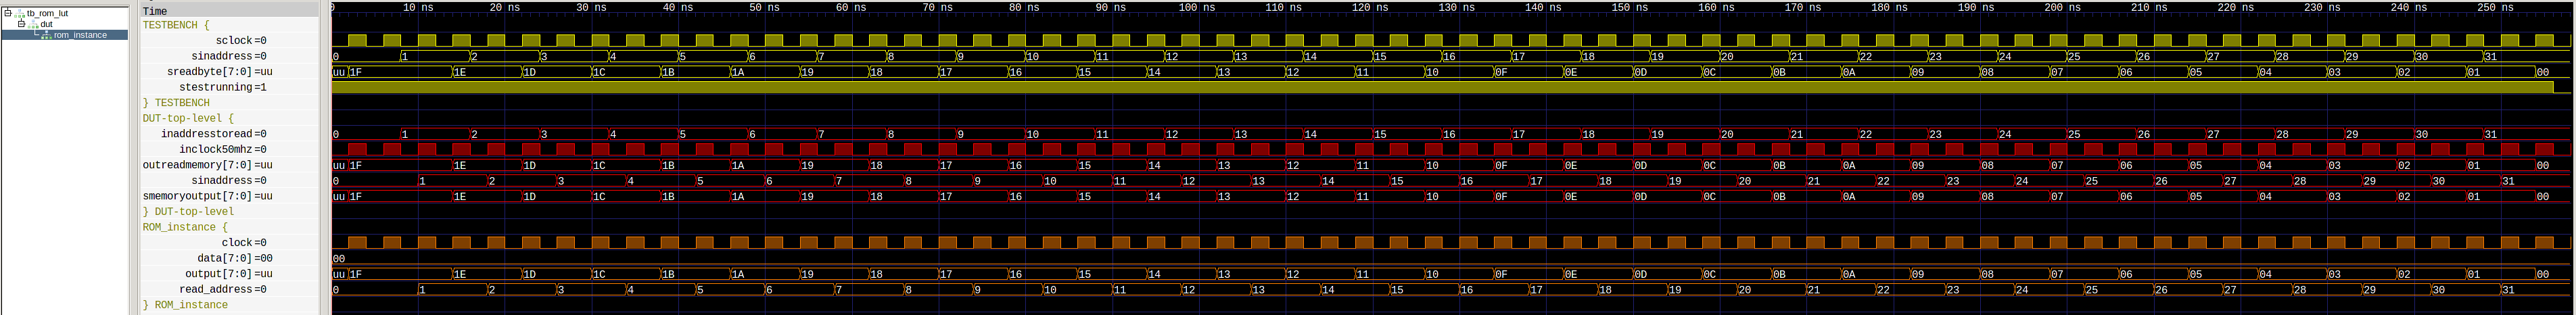 tb_rom_lut
dut
rom_instance
Time 0 10 ns 20 ns 30 ns 40 ns 50 ns 60 ns 70 ns 80 ns 90 ns 100 ns 110 ns 120 ns 130 ns 140 ns 150 ns 160 ns 170 ns 180 ns 190 ns 200 ns 210 ns 220 ns 230 ns 240 ns 250 ns
TESTBENCH {
sclock=0
sinaddress=0 0 1 2 3 4 5 6 7 8 9 10 11 12 13 14 15 16 17 18 19 20 21 22 23 24 25 26 27 28 29 30 31
sreadbyte[7:0]=uu uu 1F 1E 1D 1C 1B 1A 19 18 17 16 15 14 13 12 11 10 0F 0E 0D 0C 0B 0A 09 08 07 06 05 04 03 02 01 00
stestrunning=1
} TESTBENCH
DUT-top-level {
inaddresstoread=0 0 1 2 3 4 5 6 7 8 9 10 11 12 13 14 15 16 17 18 19 20 21 22 23 24 25 26 27 28 29 30 31
inclock50mhz=0
outreadmemory[7:0]=uu uu 1F 1E 1D 1C 1B 1A 19 18 17 16 15 14 13 12 11 10 0F 0E 0D 0C 0B 0A 09 08 07 06 05 04 03 02 01 00
sinaddress=0 0 1 2 3 4 5 6 7 8 9 10 11 12 13 14 15 16 17 18 19 20 21 22 23 24 25 26 27 28 29 30 31
smemoryoutput[7:0]=uu uu 1F 1E 1D 1C 1B 1A 19 18 17 16 15 14 13 12 11 10 0F 0E 0D 0C 0B 0A 09 08 07 06 05 04 03 02 01 00
} DUT-top-level
ROM_instance {
clock=0
data[7:0]=00 00
output[7:0]=uu uu 1F 1E 1D 1C 1B 1A 19 18 17 16 15 14 13 12 11 10 0F 0E 0D 0C 0B 0A 09 08 07 06 05 04 03 02 01 00
read_address=0 0 1 2 3 4 5 6 7 8 9 10 11 12 13 14 15 16 17 18 19 20 21 22 23 24 25 26 27 28 29 30 31
} ROM_instance